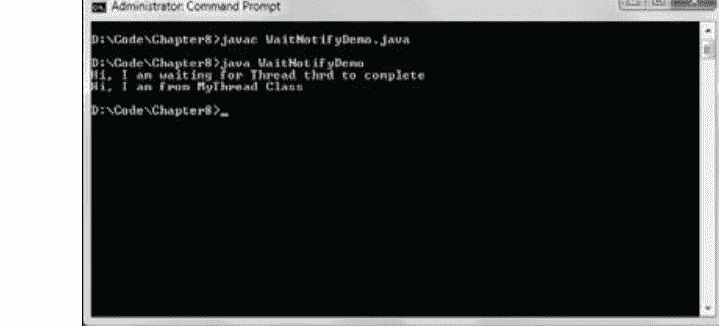 Administrator: Command Prompt
D:\Code\Chapter8>javac WaitNotifyDemo.java
D:\Code\Chapter8>java WaitNotifyDemo
Hi, I am waiting for Thread thrd to complete
Hi, I am from MyThread Class
D:\Code\Chapter8>_